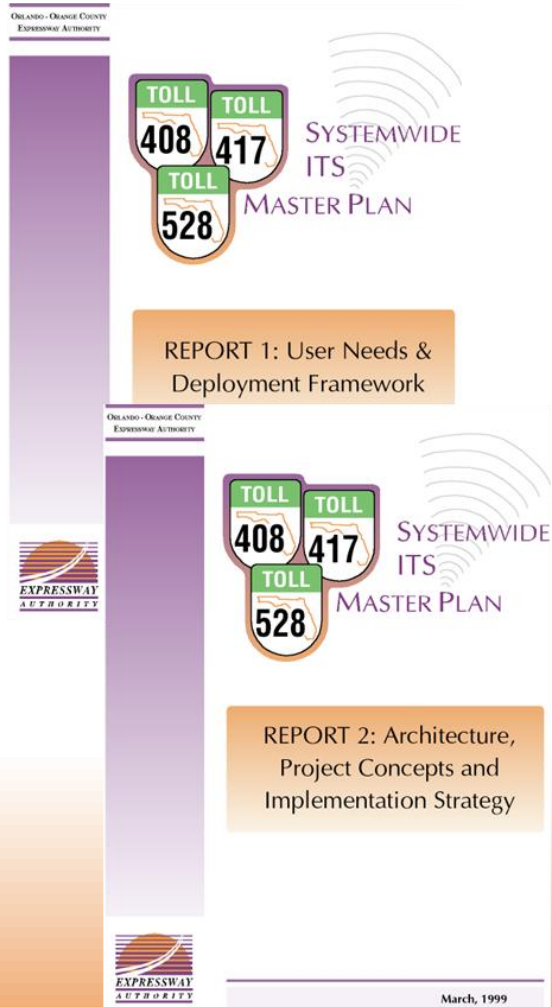 ORLANDO - ORANGE COUNTY
EXPRESSWAY AUTHORITY
TOLL
408
TOLL
417
TOLL
528
SYSTEMWIDE
ITS
MASTER PLAN
REPORT 1: User Needs &
Deployment Framework
EXPRESSWAY
AUTHORITY
ORLANDO - ORANGE COUNTY
EXPRESSWAY AUTHORITY
TOLL
408
TOLL
417
TOLL
528
SYSTEMWIDE
ITS
MASTER PLAN
REPORT 2: Architecture,
Project Concepts and
Implementation Strategy
EXPRESSWAY
AUTHORITY
March, 1999